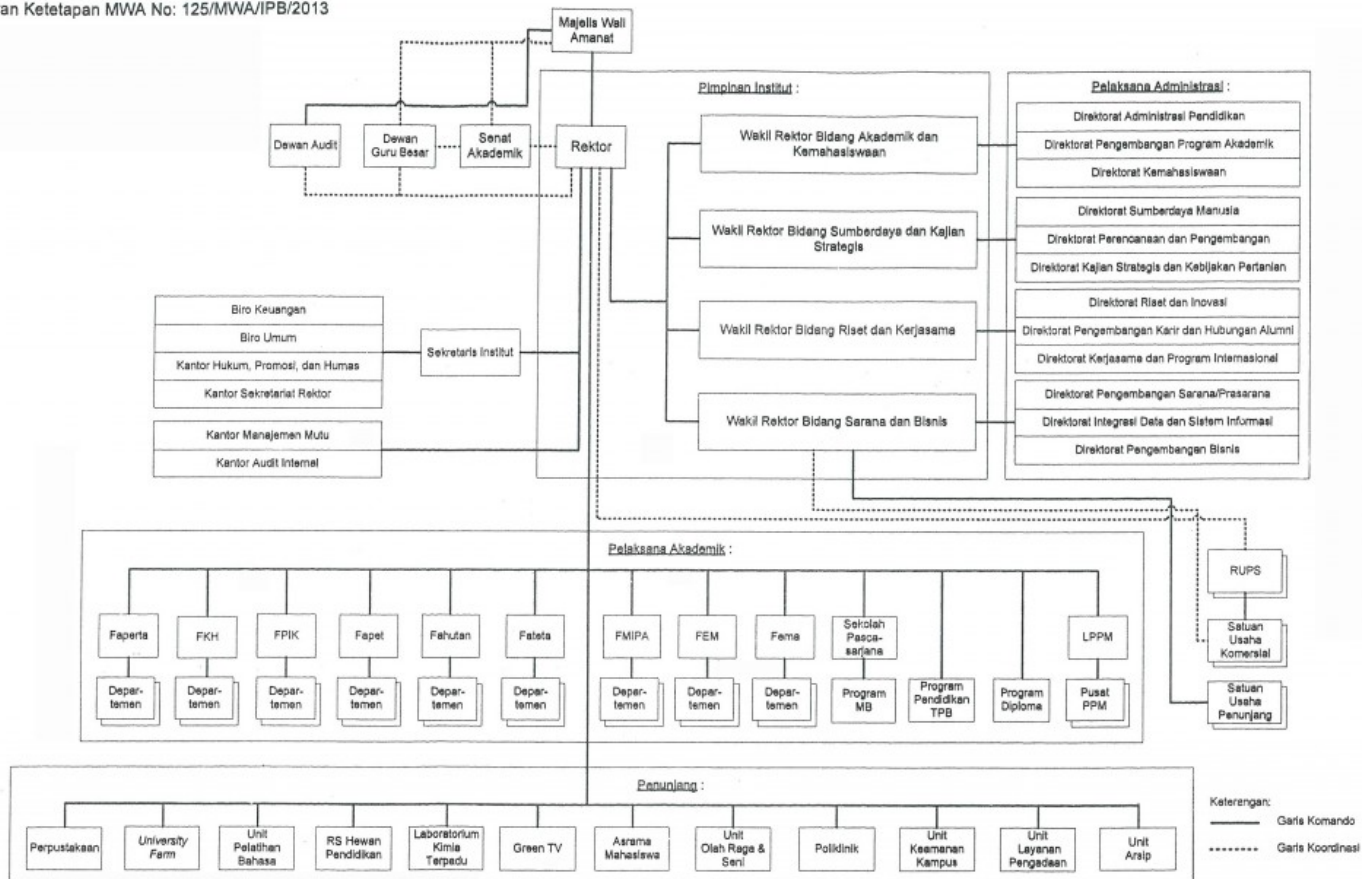 an Ketetapan MWA No: 125/MWA/IPB/2013
Majelis Wali
Amanat
Dewan Audit
Dewan
Guru Besar
Senat
Akademik
Rektor
Pimpinan Institut :
Wakil Rektor Bidang Akademik dan
Kemahasiswaan
Wakil Rektor Bidang Sumberdaya dan Kajian
Strategis
Wakil Rektor Bidang Riset dan Kerjasama
Wakil Rektor Bidang Sarana dan Bisnis
Pelaksana Administrasi :
Direktorat Administrasi Pendidikan
Direktorat Pengembangan Program Akademik
Direktorat Kemahasiswaan
Direktorat Sumberdaya Manusia
Direktorat Perencanaan dan Pengembangan
Direktorat Kajian Strategis dan Kebijakan Pertanian
Direktorat Riset dan Inovasi
Direktorat Pengembangan Karir dan Hubungan Alumni
Direktorat Kerjasama dan Program Internasional
Direktorat Pengembangan Sarana/Prasarana
Direktorat Integrasi Data dan Sistem Informasi
Direktorat Pengembangan Bisnis
Biro Keuangan
Biro Umum
Kantor Hukum, Promosi, dan Humas
Kantor Sekretariat Rektor
Sekretaris Institut
Kantor Manajemen Mutu
Kantor Audit Internal
Pelaksana Akademik :
Faperta
FKH
FPIK
Fapet
Fahutan
Fateta
FMIPA
FEM
Fema
Sekolah
Pasca-
sarjana
LPPM
Depar-
temen
Depar-
temen
Depar-
temen
Depar-
temen
Depar-
temen
Depar-
temen
Depar-
temen
Depar-
temen
Depar-
temen
Program
MB
Program
Pendidikan
TPB
Program
Diploma
Pusat
PPM
RUPS
Satuan
Usaha
Komersial
Satuan
Usaha
Penunjang
Penunjang :
Perpustakaan
University
Farm
Unit
Pelatihan
Bahasa
RS Hewan
Pendidikan
Laboratorium
Kimia
Terpadu
Green TV
Asrama
Mahasiswa
Unit
Olah Raga &
Seni
Poliklinik
Unit
Keamanan
Kampus
Unit
Layanan
Pengadaan
Unit
Arsip
Keterangan:
Garis Komando
Garis Koordinasi